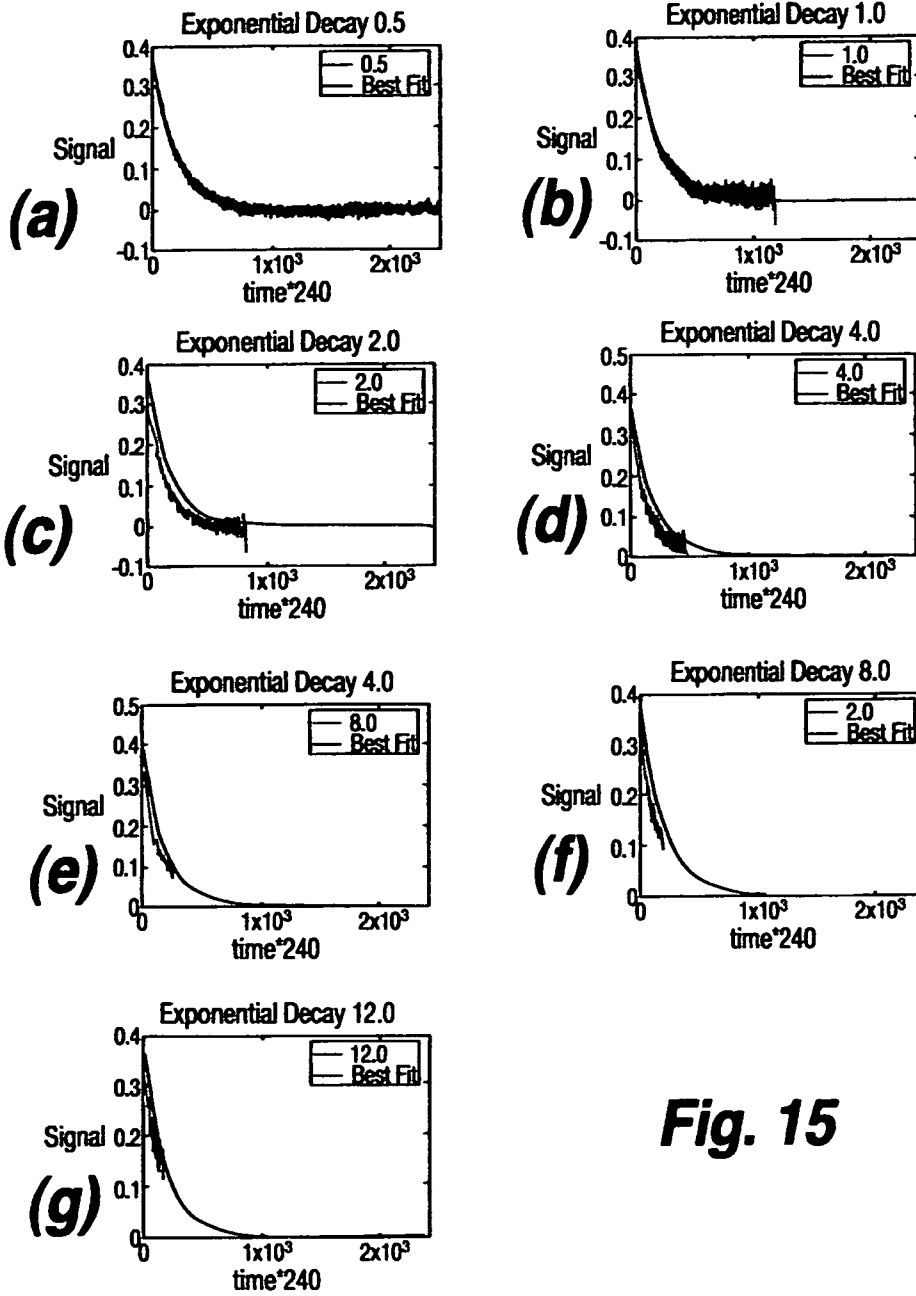 Exponential Decay 0.5
0.4
0.3
0.2
Signal
0.1
0
-0.1
0.5
Best Fit
0
1x10³
2x10³
time*240
(a)
Exponential Decay 1.0
0.4
0.3
0.2
Signal
0.1
0
-0.1
1.0
Best Fit
0
1x10³
2x10³
time*240
(b)
Exponential Decay 2.0
0.4
0.3
0.2
Signal
0.1
0
-0.1
2.0
Best Fit
0
1x10³
2x10³
time*240
(c)
Exponential Decay 4.0
0.5
0.4
0.3
0.2
Signal
0.1
0
4.0
Best Fit
0
1x10³
2x10³
time*240
(d)
Exponential Decay 4.0
0.5
0.4
0.3
Signal
0.2
0.1
0
8.0
Best Fit
0
1x10³
2x10³
time*240
(e)
Exponential Decay 8.0
0.4
0.3
0.2
Signal
0.1
0
2.0
Best Fit
0
1x10³
2x10³
time*240
(f)
Exponential Decay 12.0
0.4
0.3
0.2
Signal
0.1
0
12.0
Best Fit
0
1x10³
2x10³
time*240
(g)
Fig. 15